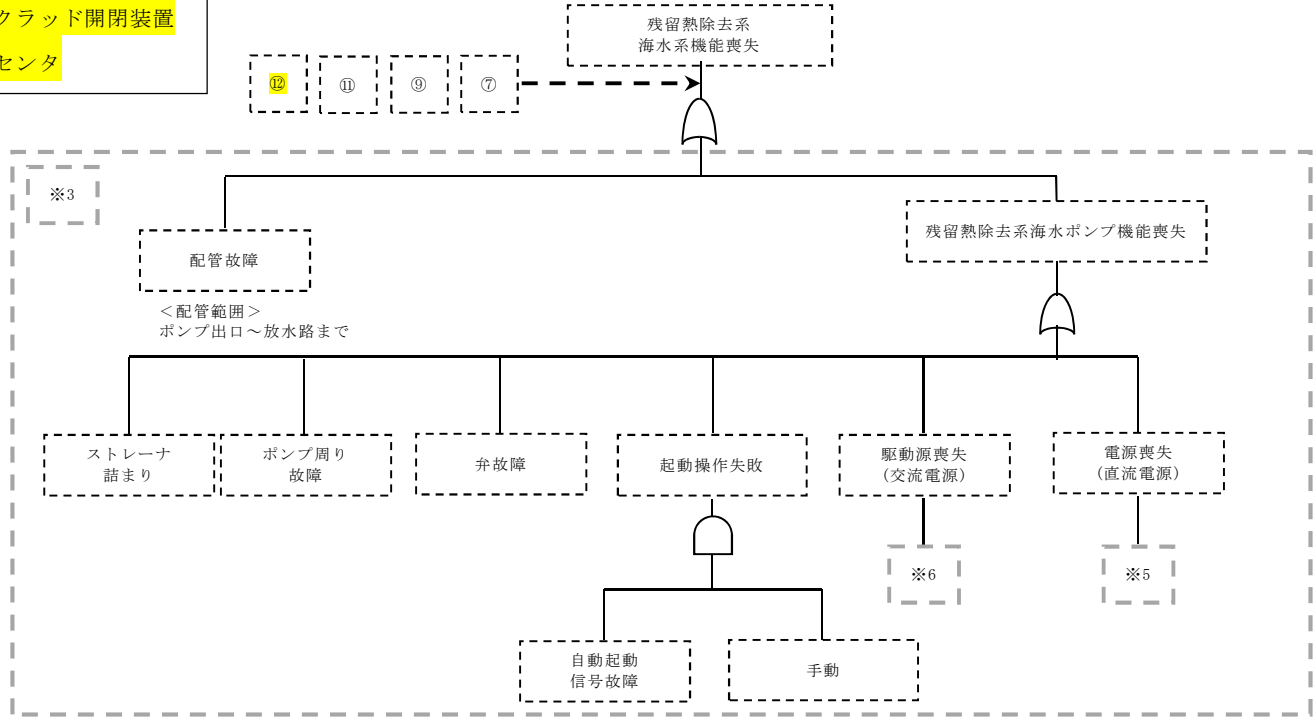 クラッド開閉装置
センタ
残留熱除去系
海水系機能喪失
⑫ ⑪ ⑨ ⑦
※3
残留熱除去系海水ポンプ機能喪失
配管故障
＜配管範囲＞
ポンプ出口～放水路まで
ストレーナ
詰まり
ポンプ周り
故障
弁故障
起動操作失敗
駆動源喪失
（交流電源）
電源喪失
（直流電源）
※6
※5
自動起動
信号故障
手動